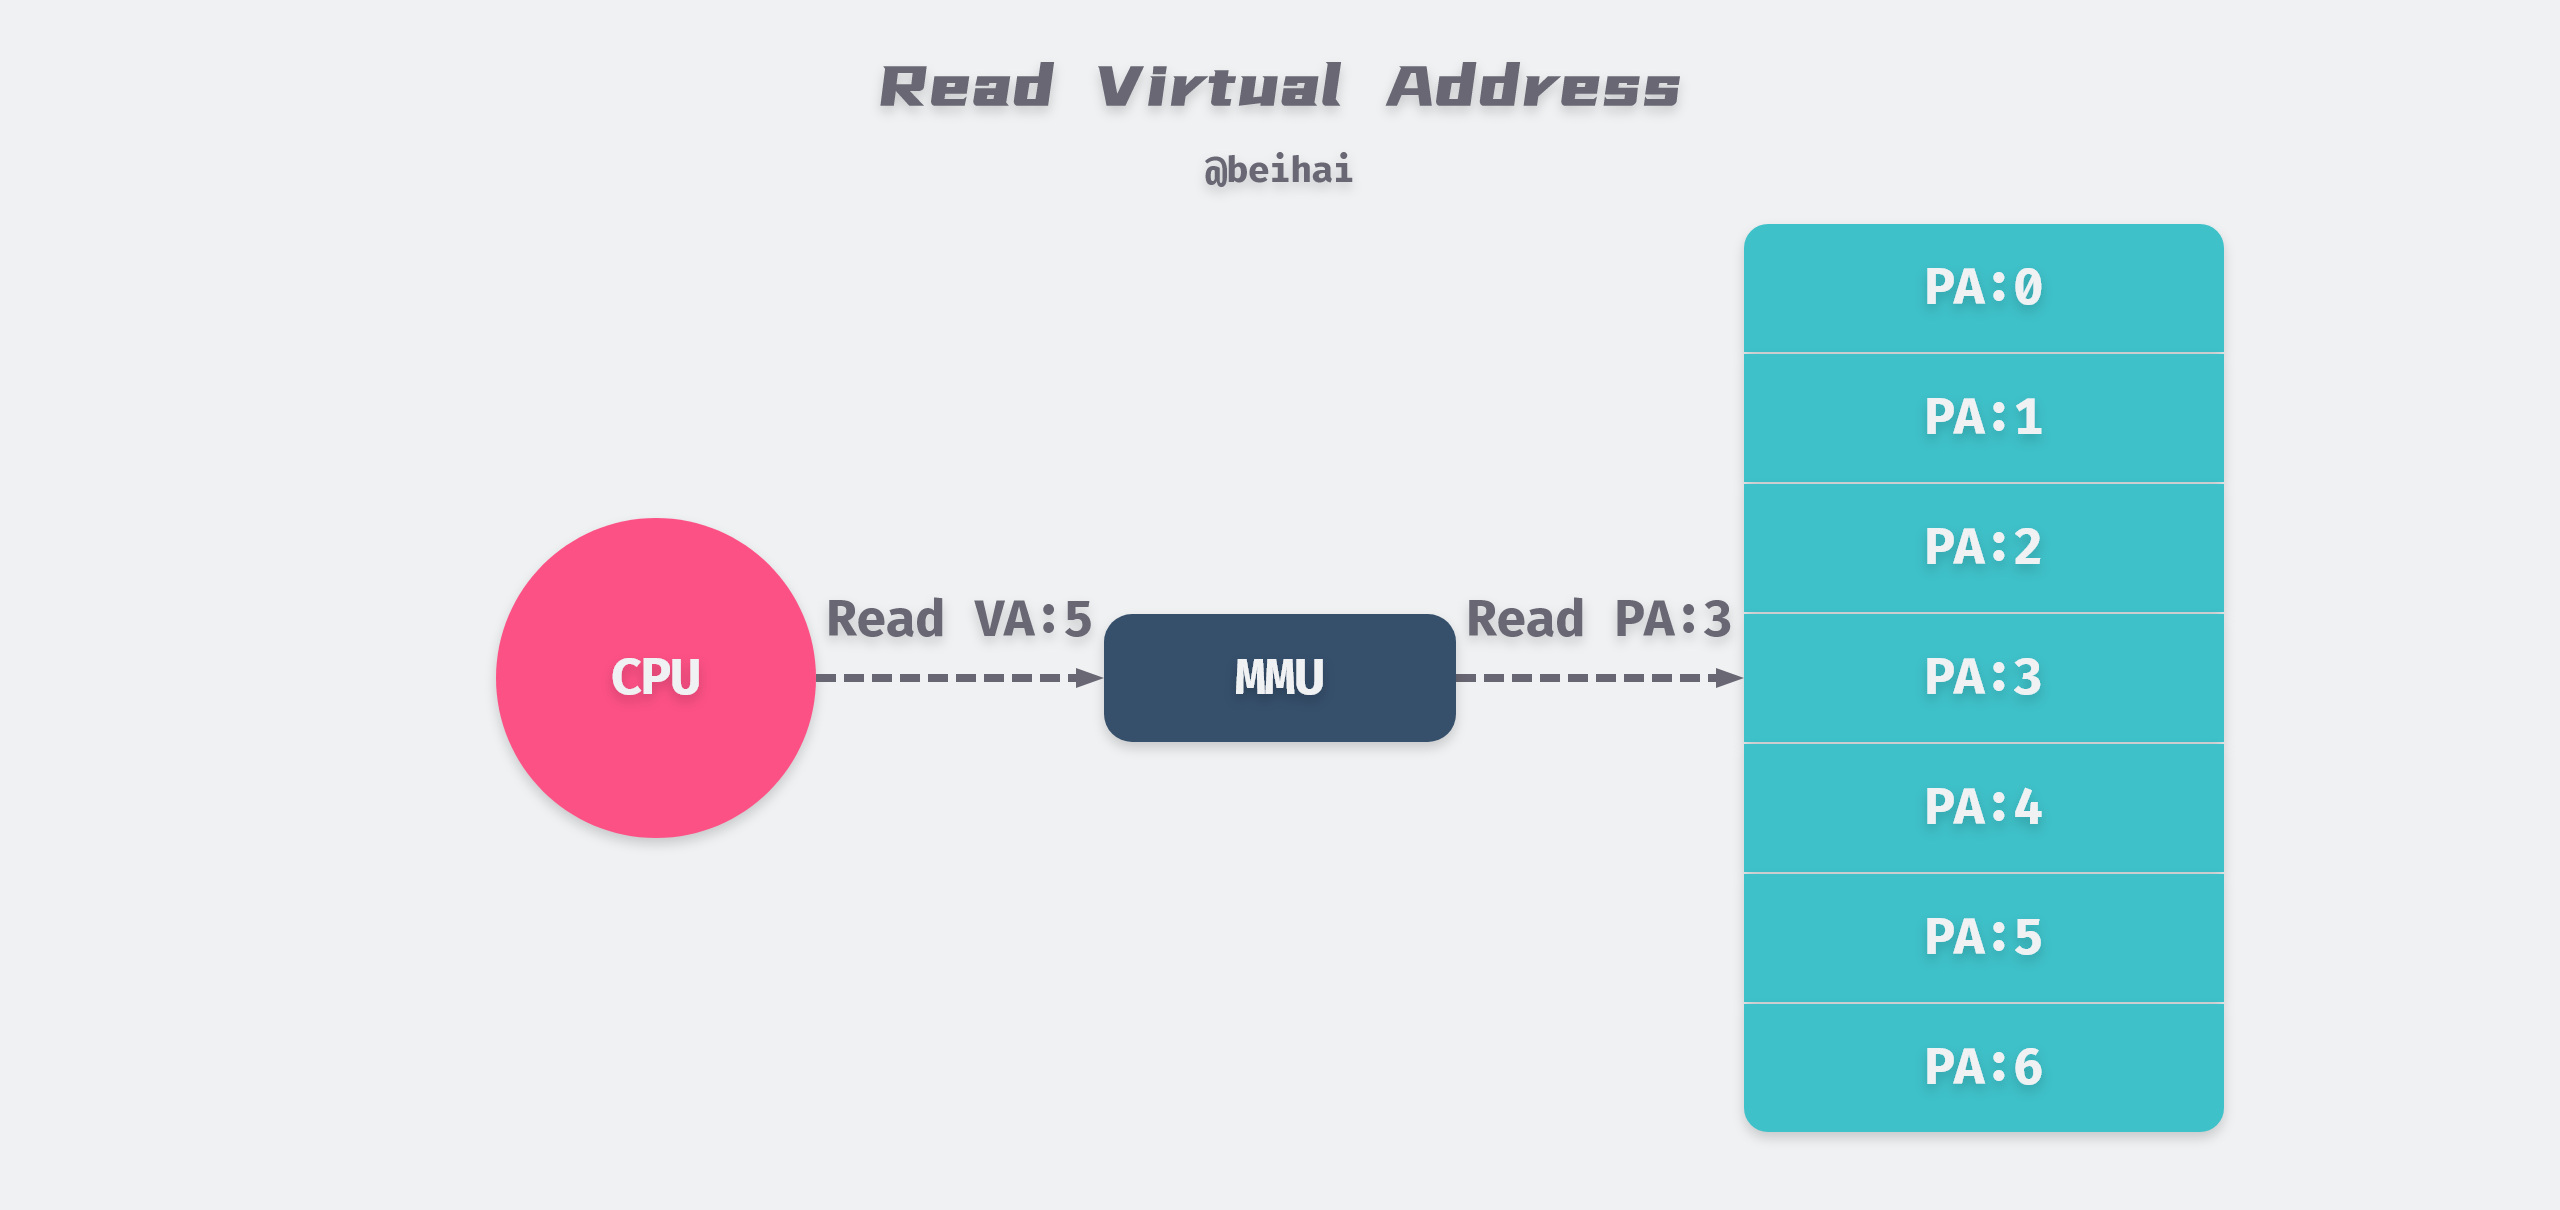 Read Virtual Address
@beihai
PA:0
PA:1
PA:2
Read VA:5
Read PA:3
CPU
MMU
PA:3
PA:4
PA:5
PA:6